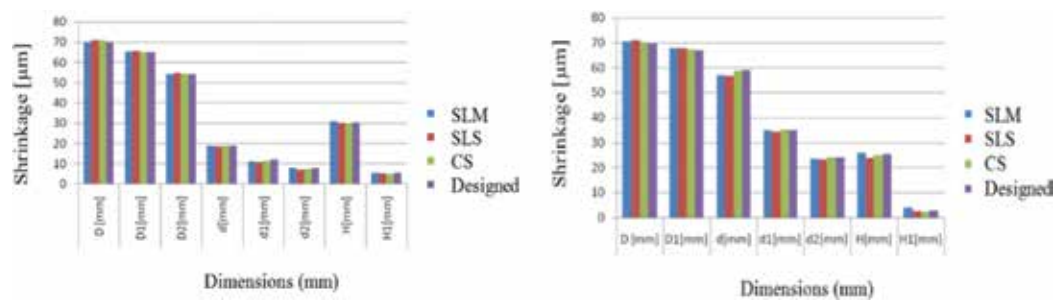 80
70
60
50
40
30
20
10
0
Shrinkage [µm]
D [mm]
D1[mm]
D2[mm]
d[mm]
d1[mm]
d2[mm]
H[mm]
H1[mm]
Dimensions (mm)
SLM
SLS
CS
Designed
80
70
60
50
40
30
20
10
0
Shrinkage [µm]
D [mm] D1[mm] d[mm] d1[mm] d2[mm] H[mm] H1[mm]
Dimensions (mm)
SLM
SLS
CS
Designed